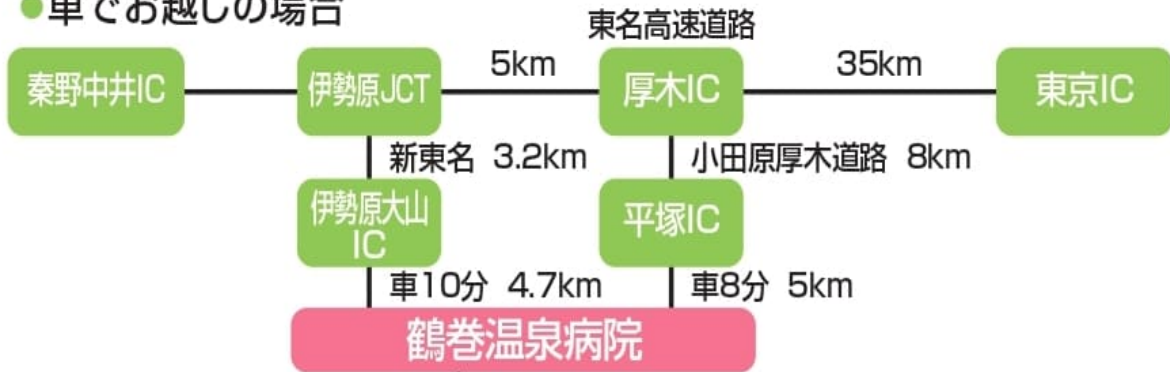 ●車でお越しの場合
東名高速道路
秦野中井IC
伊勢原JCT
5km
厚木IC
35km
東京IC
新東名 3.2km
小田原厚木道路 8km
伊勢原大山
IC
平塚IC
車10分 4.7km
車8分 5km
鶴巻温泉病院